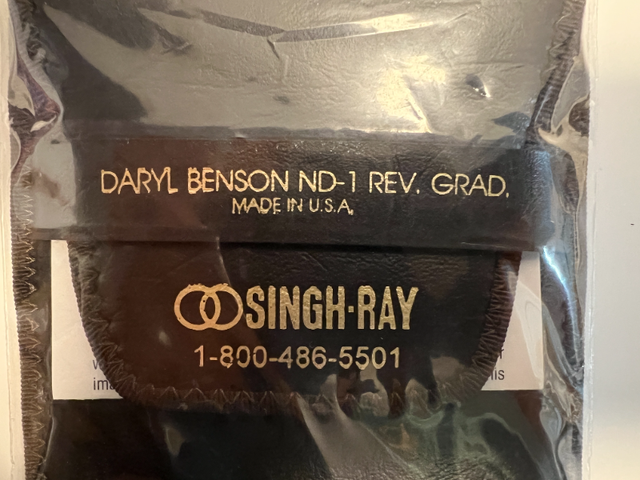 DARYL BENSON ND-1 REV. GRAD.
MADE IN U.S.A.
SINGH·RAY
1-800-486-5501